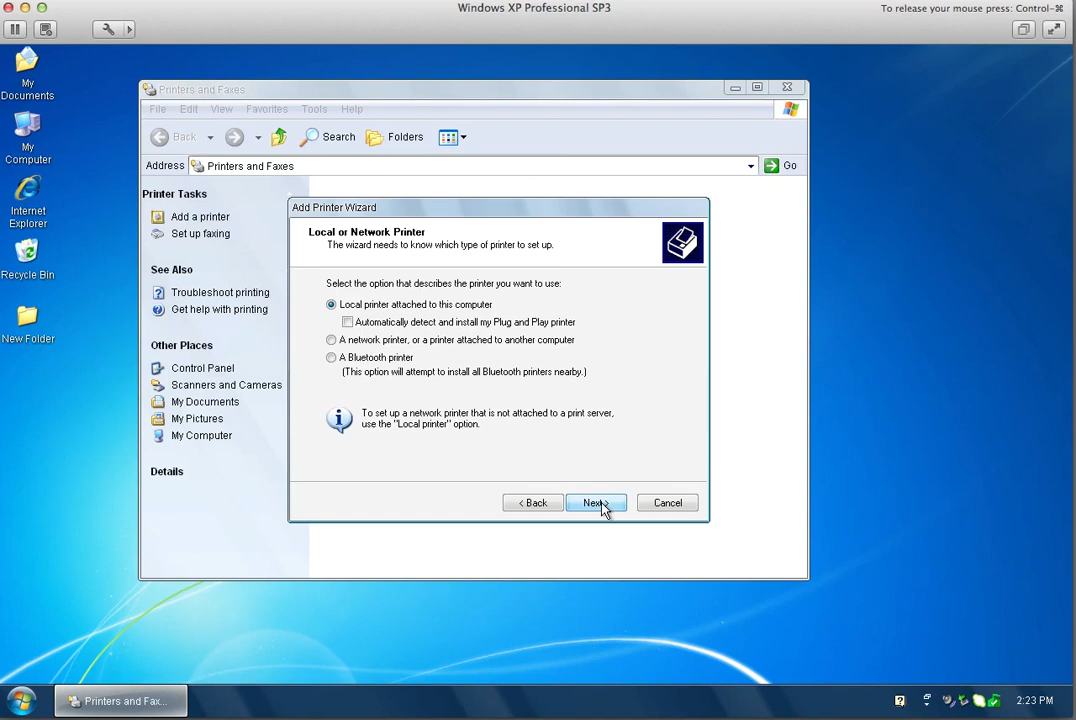 Windows XP Professional SP3
To release your mouse press: Control-⌘
My Documents
My Computer
Internet Explorer
Recycle Bin
New Folder
Printers and Faxes
File Edit View Favorites Tools Help
Back Search Folders
Address Printers and Faxes Go
Printer Tasks
Add a printer
Set up faxing
See Also
Troubleshoot printing
Get help with printing
Other Places
Control Panel
Scanners and Cameras
My Documents
My Pictures
My Computer
Details
Add Printer Wizard
Local or Network Printer
The wizard needs to know which type of printer to set up.
Select the option that describes the printer you want to use:
Local printer attached to this computer
Automatically detect and install my Plug and Play printer
A network printer, or a printer attached to another computer
A Bluetooth printer
(This option will attempt to install all Bluetooth printers nearby.)
To set up a network printer that is not attached to a print server,
use the "Local printer" option.
< Back Next > Cancel
Printers and Fax...
2:23 PM